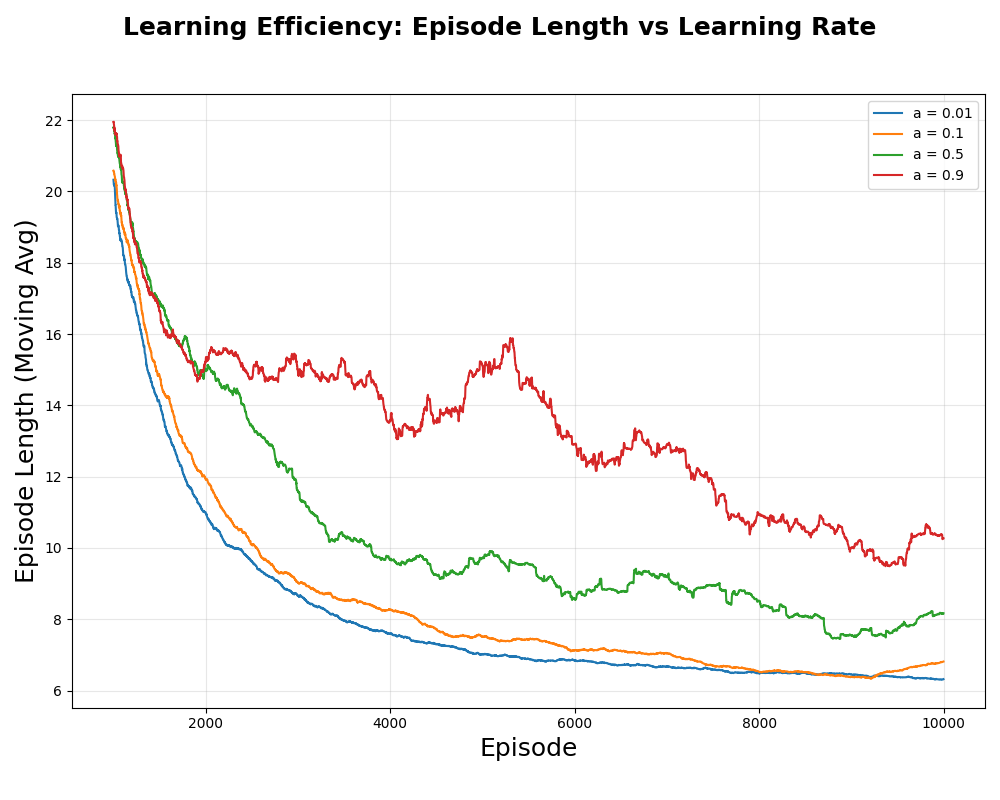 Learning Efficiency: Episode Length vs Learning Rate
a = 0.01
a = 0.1
a = 0.5
a = 0.9
Episode Length (Moving Avg)
22
20
18
16
14
12
10
8
6
2000
4000
6000
8000
10000
Episode